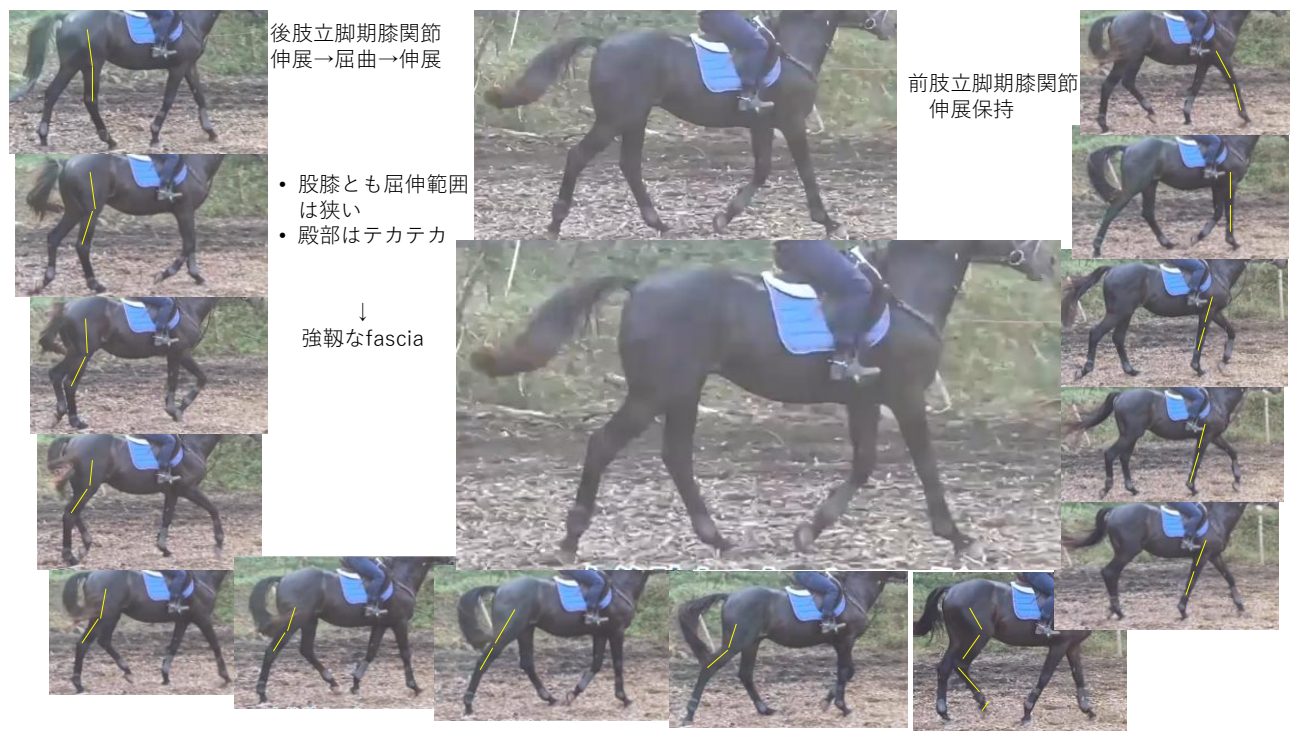 後肢立脚期膝関節
伸展→屈曲→伸展
• 股膝とも屈伸範囲
は狭い
• 殿部はテカテカ
↓
強靱なfascia
前肢立脚期膝関節
伸展保持